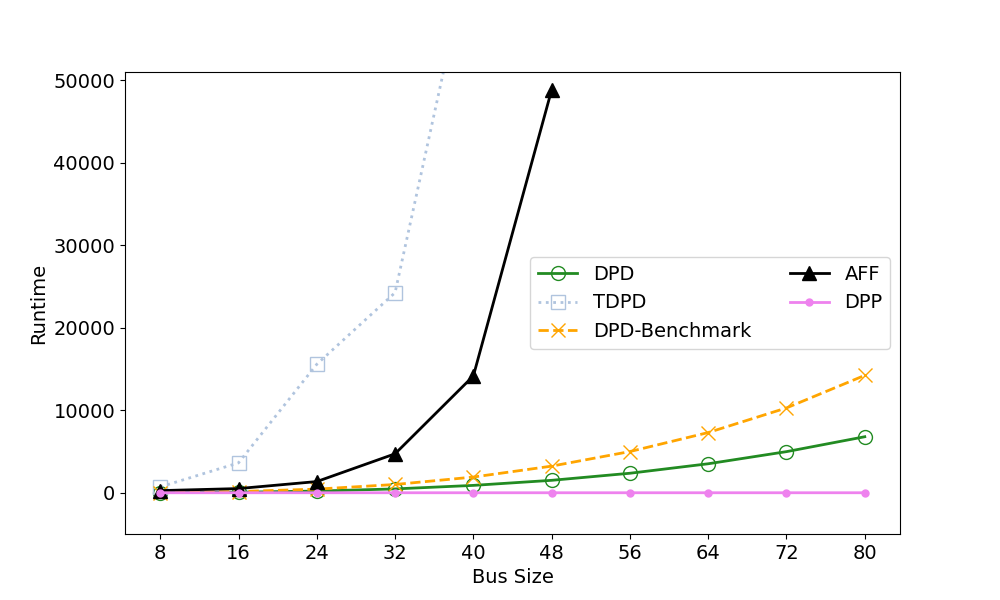 50000
40000
30000
20000
10000
0
Runtime
DPD
TDPD
DPD-Benchmark
AFF
DPP
8 16 24 32 40 48 56 64 72 80
Bus Size